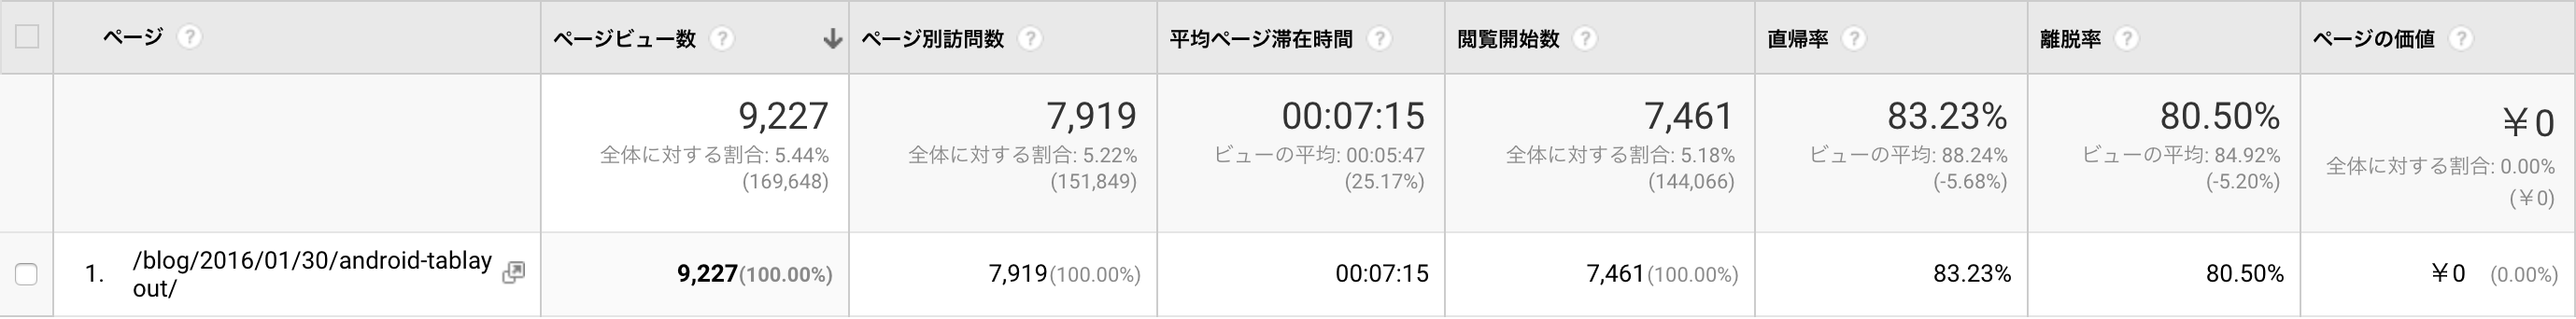 ページ ? ページビュー数 ? ページ別訪問数 ? 平均ページ滞在時間 ? 閲覧開始数 ? 直帰率 ? 離脱率 ? ページの価値 ?
9,227 7,919 00:07:15 7,461 83.23% 80.50% ￥0
全体に対する割合: 5.44% 全体に対する割合: 5.22% ビューの平均: 00:05:47 全体に対する割合: 5.18% ビューの平均: 88.24% ビューの平均: 84.92% 全体に対する割合: 0.00%
(169,648) (151,849) (25.17%) (144,066) (-5.68%) (-5.20%) (￥0)
1. /blog/2016/01/30/android-tablay
out/
9,227(100.00%) 7,919(100.00%) 00:07:15 7,461(100.00%) 83.23% 80.50% ￥0 (0.00%)